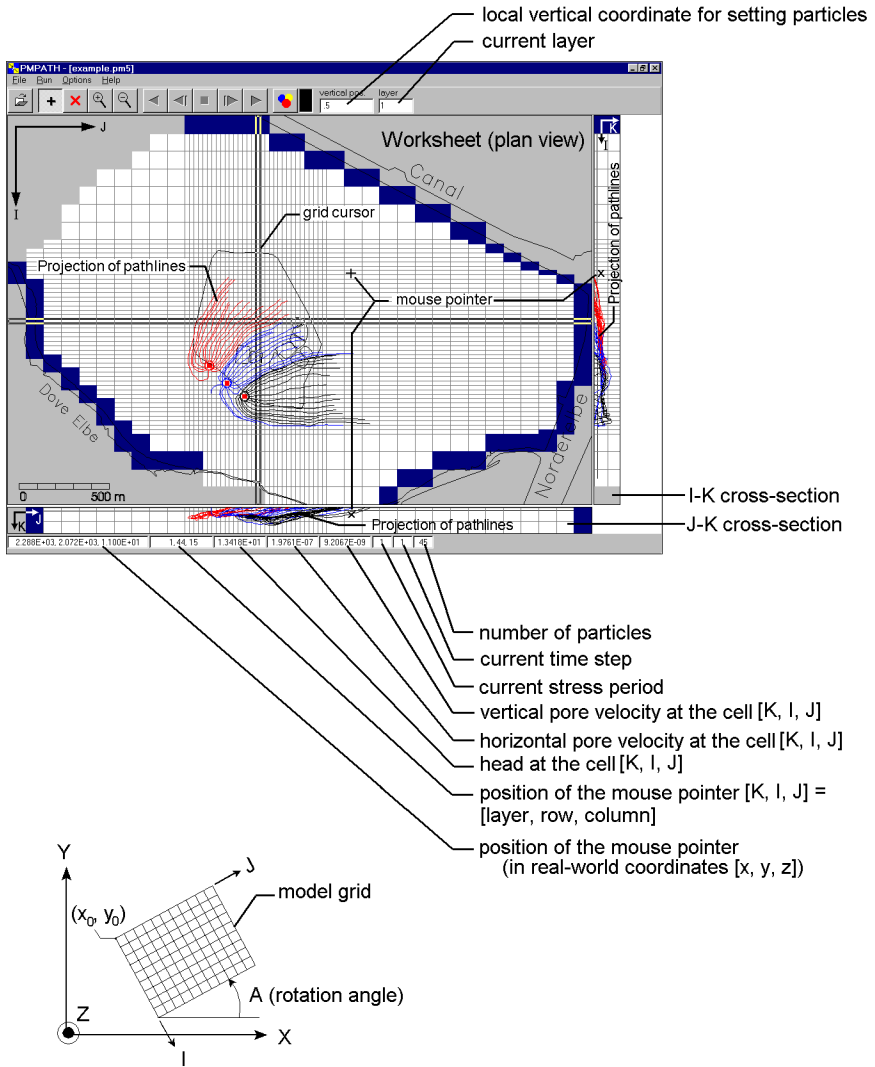 local vertical coordinate for setting particles
current layer
PMPATH - [example.pm5]
File Run Options Help
vertical pos.
layer
.5
1
J
Worksheet (plan view)
K
I
I
Canal
grid cursor
Projection of pathlines
Projection of pathlines
mouse pointer
Dove Elbe
Norderelbe
0
500 m
I-K cross-section
J
K
Projection of pathlines
J-K cross-section
2.288E+03, 2.072E+03, 1.100E+01
1, 44, 15
1.3418E+01
1.9761E-07
9.2067E-09
1
1
45
number of particles
current time step
current stress period
vertical pore velocity at the cell [K, I, J]
horizontal pore velocity at the cell [K, I, J]
head at the cell [K, I, J]
position of the mouse pointer [K, I, J] =
[layer, row, column]
position of the mouse pointer
(in real-world coordinates [x, y, z])
Y
J
model grid
(x₀, y₀)
A (rotation angle)
Z
X
I